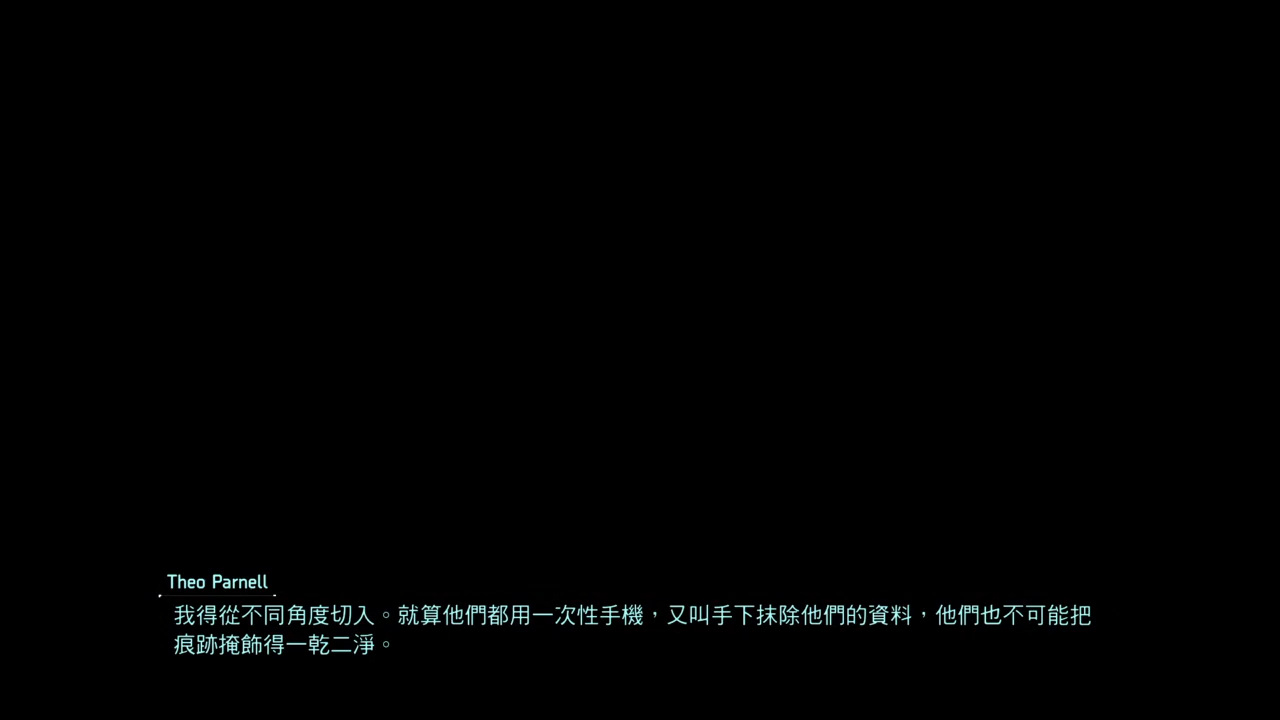 Theo Parnell
我得從不同角度切入。就算他們都用一次性手機，又叫手下抹除他們的資料，他們也不可能把
痕跡掩飾得一乾二淨。